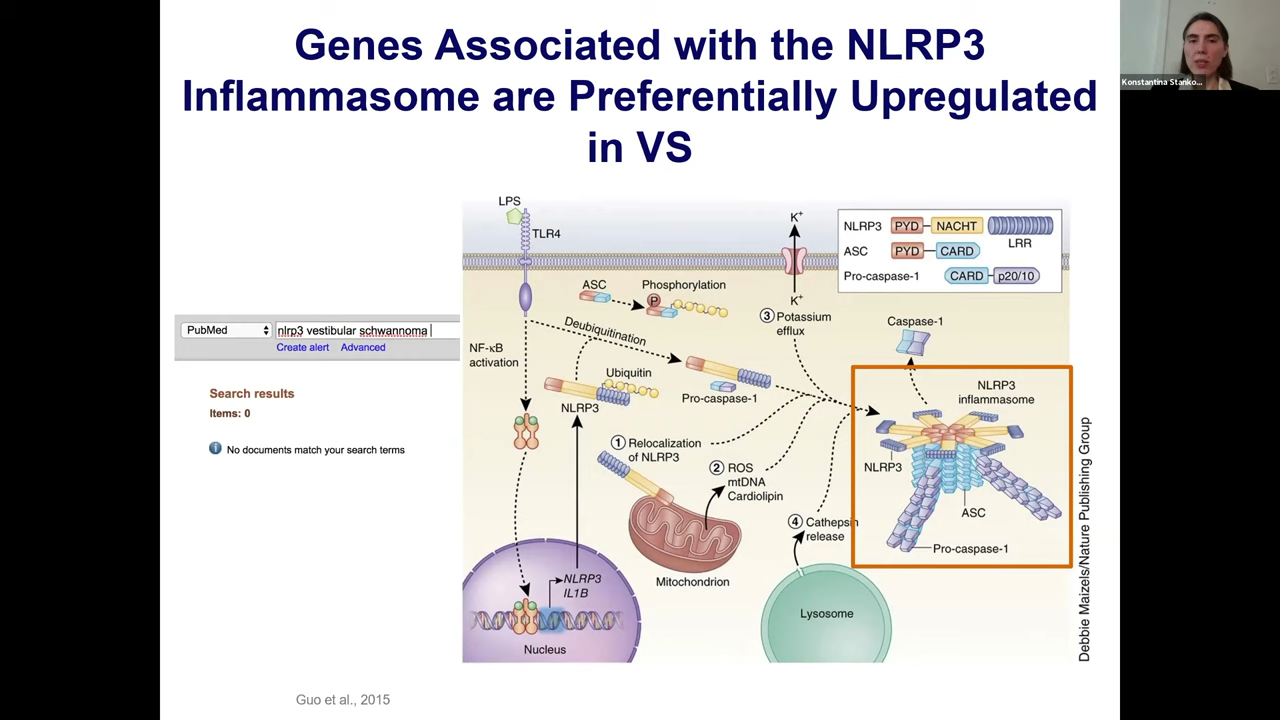 Genes Associated with the NLRP3
Inflammasome are Preferentially Upregulated
in VS
Konstantina Stanko...
LPS
TLR4
K+
K+
NLRP3 PYD NACHT
LRR
ASC PYD CARD
Pro-caspase-1 CARD p20/10
ASC
Phosphorylation
P
3 Potassium
efflux
Caspase-1
Deubiquitination
NF-κB
activation
Ubiquitin
NLRP3
Pro-caspase-1
PubMed
nlrp3 vestibular schwannoma
Create alert Advanced
Search results
Items: 0
i No documents match your search terms
1 Relocalization
of NLRP3
2 ROS
mtDNA
Cardiolipin
4 Cathepsin
release
NLRP3
inflammasome
NLRP3
ASC
Pro-caspase-1
Mitochondrion
Lysosome
NLRP3
IL1B
Nucleus
Debbie Maizels/Nature Publishing Group
Guo et al., 2015